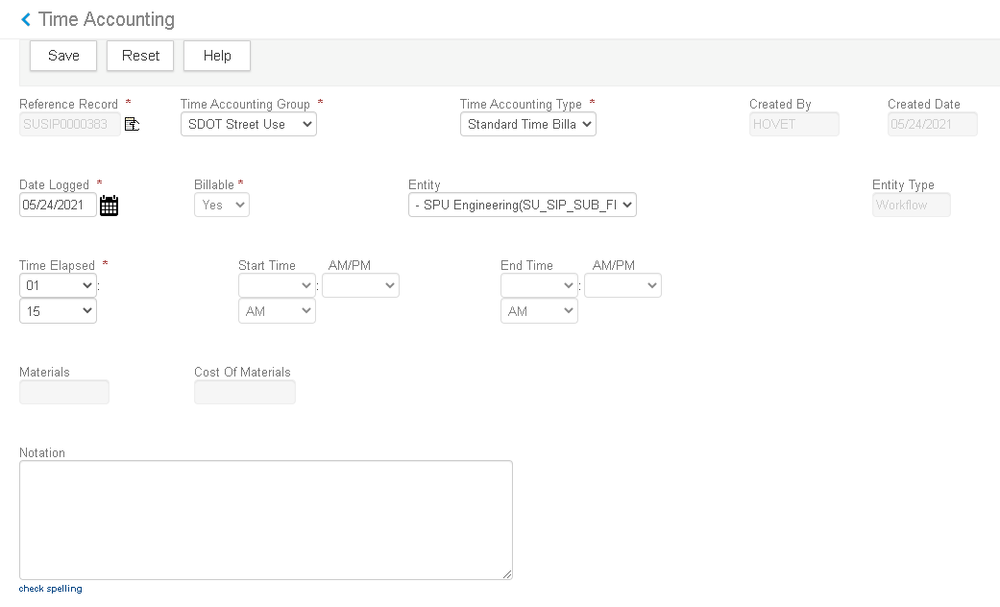 Time Accounting
Save Reset Help
Reference Record * Time Accounting Group * Time Accounting Type * Created By Created Date
SUSIP0000383 SDOT Street Use Standard Time Billa HOVET 05/24/2021
Date Logged * Billable * Entity Entity Type
05/24/2021 Yes - SPU Engineering(SU_SIP_SUB_FI Workflow
Time Elapsed * Start Time AM/PM End Time AM/PM
01 : : :
15 AM AM
Materials Cost Of Materials
Notation
check spelling